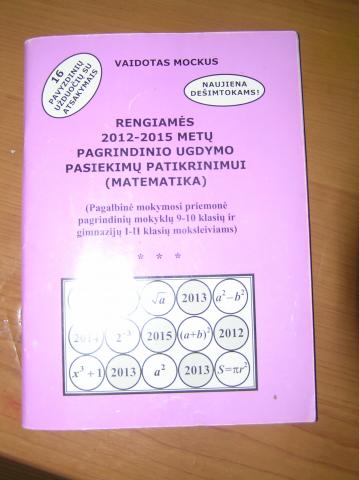 16
PAVYZDINIŲ
UŽDUOČIŲ SU
ATSAKYMAIS
VAIDOTAS MOCKUS
NAUJIENA
DEŠIMTOKAMS!
RENGIAMĖS
2012-2015 METŲ
PAGRINDINIO UGDYMO
PASIEKIMŲ PATIKRINIMUI
(MATEMATIKA)
(Pagalbinė mokymosi priemonė
pagrindinių mokyklų 9-10 klasių ir
gimnazijų I-II klasių moksleiviams)
* * *
√a 2013 a²−b²
2014 2⁻³ 2015 (a+b)² 2012
x³+1 2013 a² 2013 S=πr²